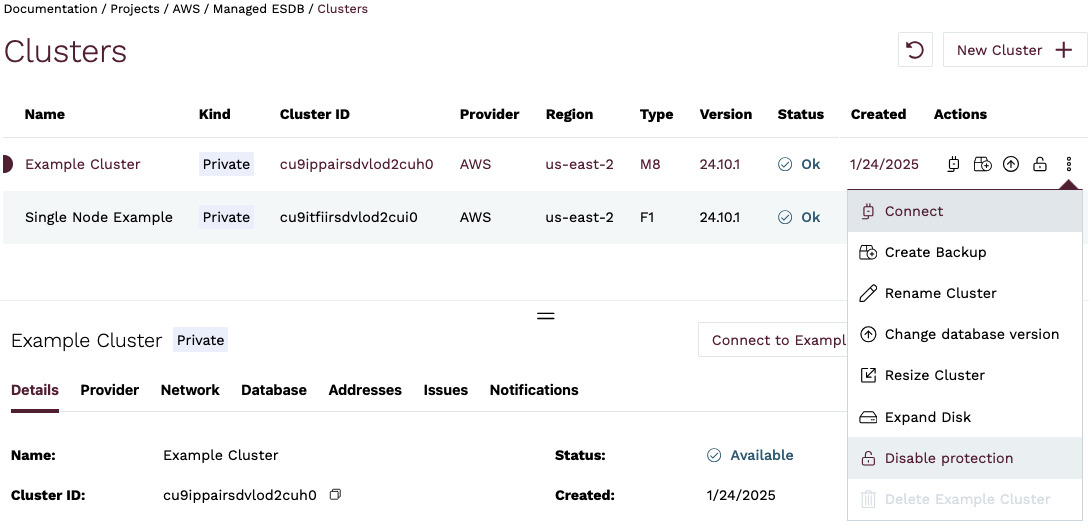 Documentation / Projects / AWS / Managed ESDB / Clusters
Clusters
New Cluster
Name Kind Cluster ID Provider Region Type Version Status Created Actions
Example Cluster Private cu9ippairsdvlod2cuh0 AWS us-east-2 M8 24.10.1 Ok 1/24/2025
Single Node Example Private cu9itfiirsdvlod2cui0 AWS us-east-2 F1 24.10.1 Ok
Connect
Create Backup
Rename Cluster
Change database version
Resize Cluster
Expand Disk
Disable protection
Delete Example Cluster
Example Cluster Private Connect to Exampl
Details Provider Network Database Addresses Issues Notifications
Name: Example Cluster Status: Available
Cluster ID: cu9ippairsdvlod2cuh0 Created: 1/24/2025